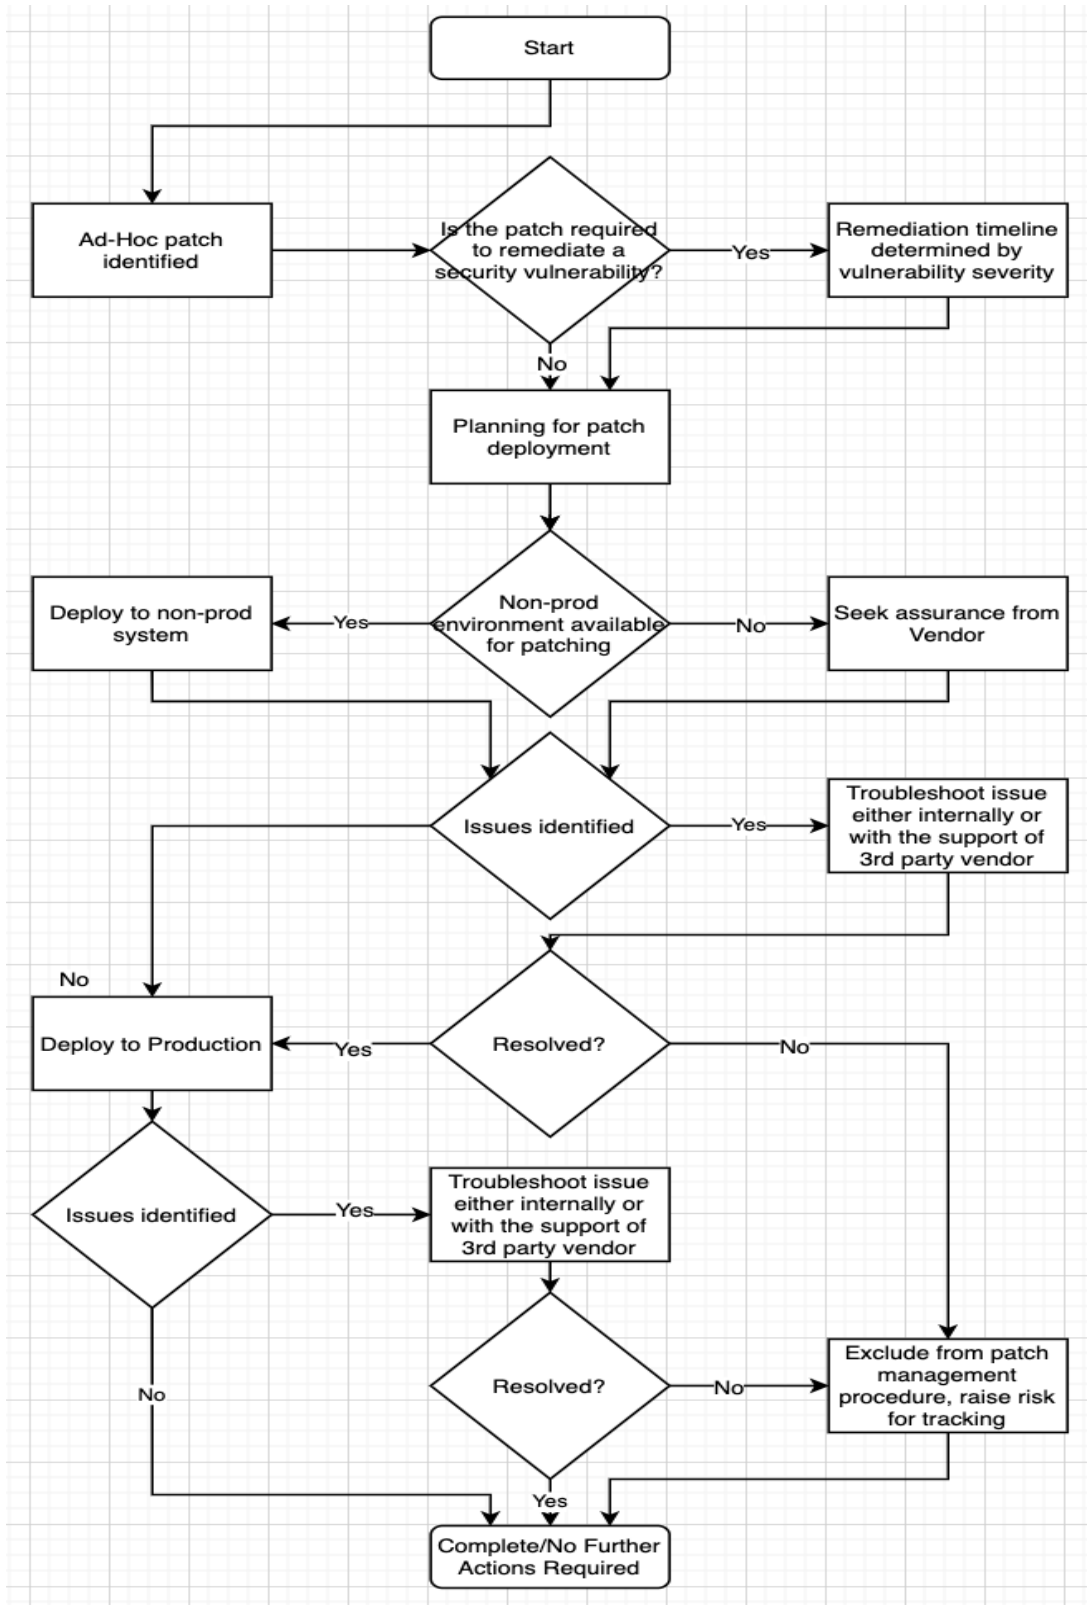 Start
Ad-Hoc patch
identified
Is the patch required
to remediate a
security vulnerability?
Yes
Remediation timeline
determined by
vulnerability severity
No
Planning for patch
deployment
Deploy to non-prod
system
Yes
Non-prod
environment available
for patching
No
Seek assurance from
Vendor
Issues identified
Yes
Troubleshoot issue
either internally or
with the support of
3rd party vendor
No
Deploy to Production
Yes
Resolved?
No
Issues identified
Yes
Troubleshoot issue
either internally or
with the support of
3rd party vendor
No
Resolved?
No
Exclude from patch
management
procedure, raise risk
for tracking
Yes
Complete/No Further
Actions Required